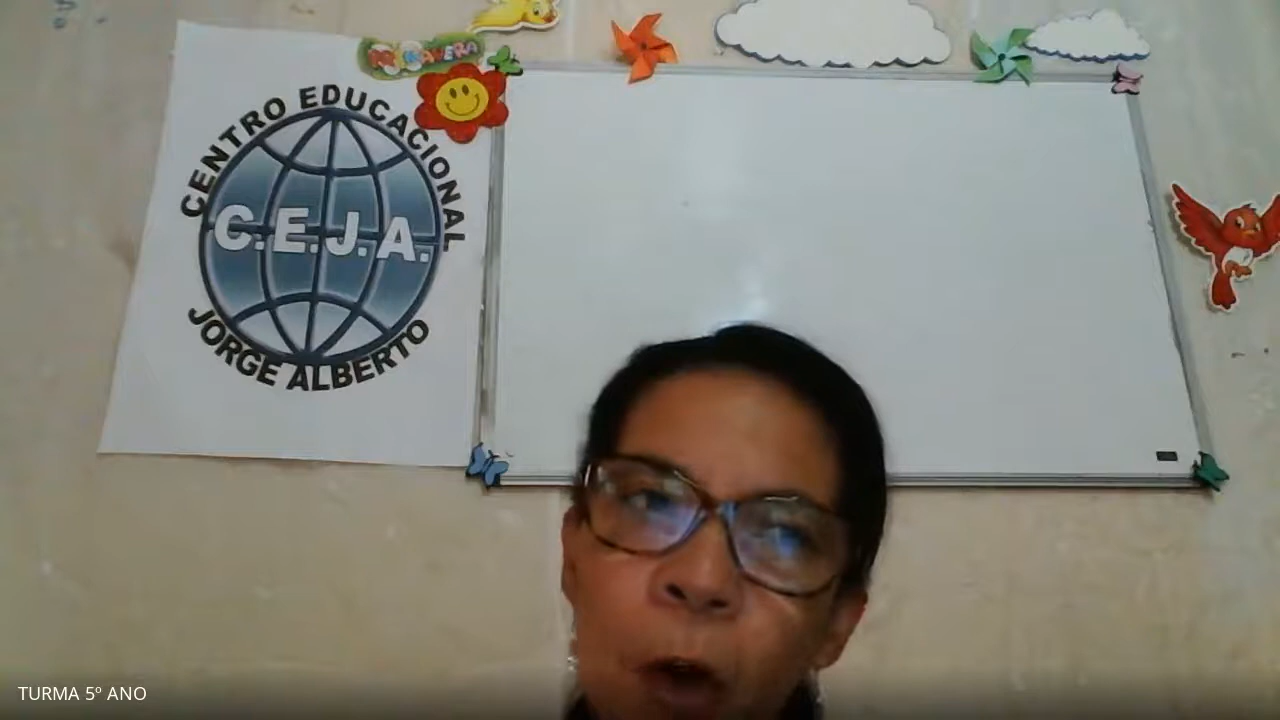 PRIMAVERA
CENTRO EDUCACIONAL
C.E.J.A.
JORGE ALBERTO
TURMA 5º ANO